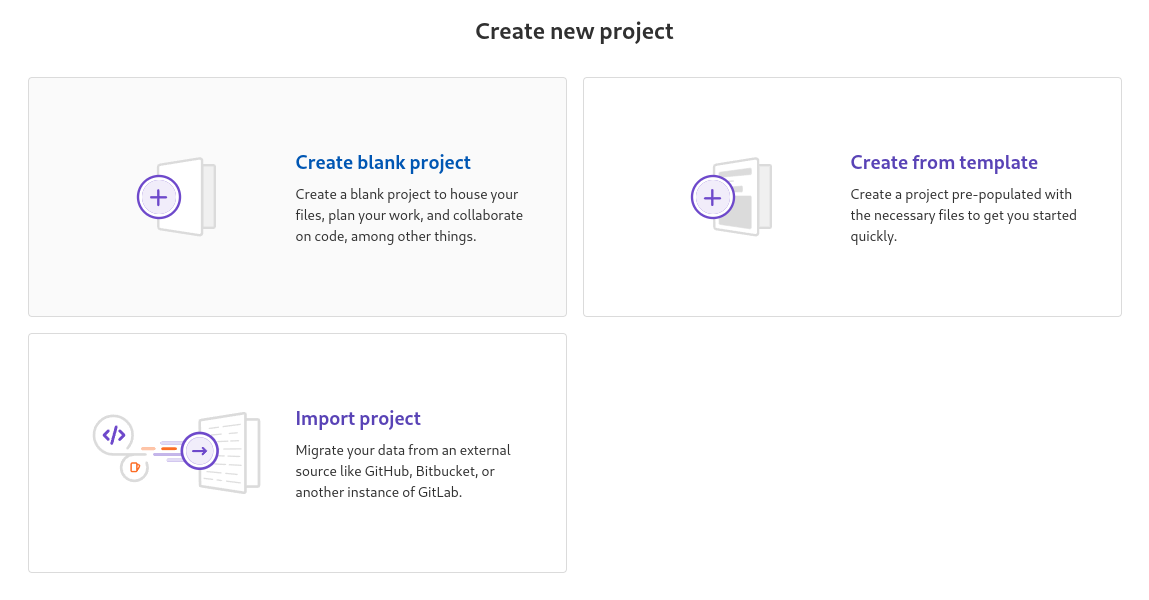 Create new project
Create blank project
Create a blank project to house your
files, plan your work, and collaborate
on code, among other things.
Create from template
Create a project pre-populated with
the necessary files to get you started
quickly.
Import project
Migrate your data from an external
source like GitHub, Bitbucket, or
another instance of GitLab.